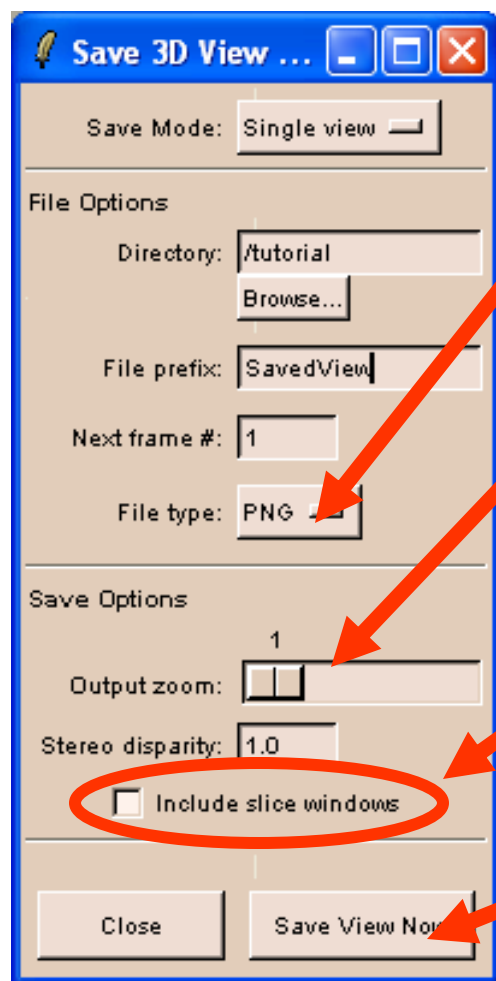 Save 3D View ...
Save Mode: Single view
File Options
Directory: /tutorial
Browse...
File prefix: SavedView
Next frame #: 1
File type: PNG
Save Options
1
Output zoom:
Stereo disparity: 1.0
Include slice windows
Close Save View Now